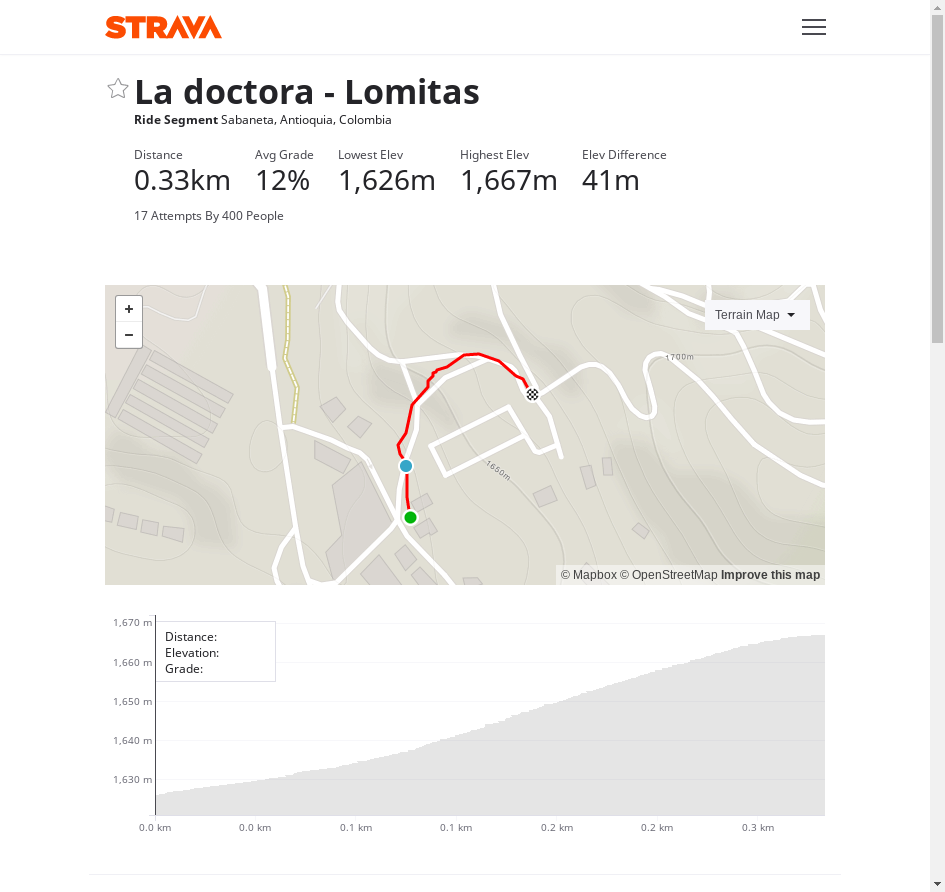 STRAVA
La doctora - Lomitas
Ride Segment Sabaneta, Antioquia, Colombia
Distance
0.33km
Avg Grade
12%
Lowest Elev
1,626m
Highest Elev
1,667m
Elev Difference
41m
17 Attempts By 400 People
+
−
Terrain Map
1700m
1650m
© Mapbox © OpenStreetMap Improve this map
1,670 m
1,660 m
1,650 m
1,640 m
1,630 m
Distance:
Elevation:
Grade:
0.0 km
0.0 km
0.1 km
0.1 km
0.2 km
0.2 km
0.3 km